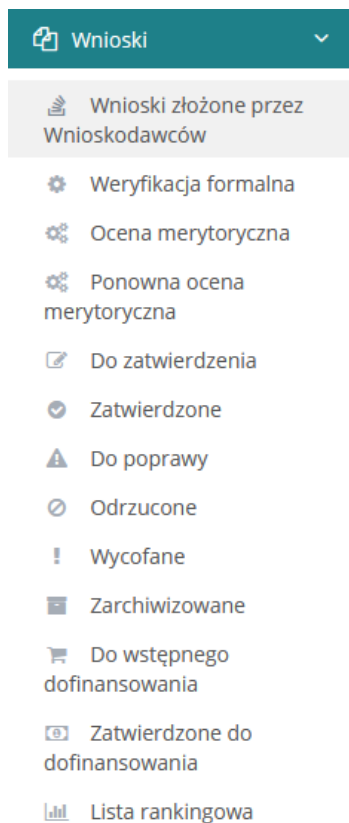 Wnioski
Wnioski złożone przez
Wnioskodawców
Weryfikacja formalna
Ocena merytoryczna
Ponowna ocena
merytoryczna
Do zatwierdzenia
Zatwierdzone
Do poprawy
Odrzucone
Wycofane
Zarchiwizowane
Do wstępnego
dofinansowania
Zatwierdzone do
dofinansowania
Lista rankingowa